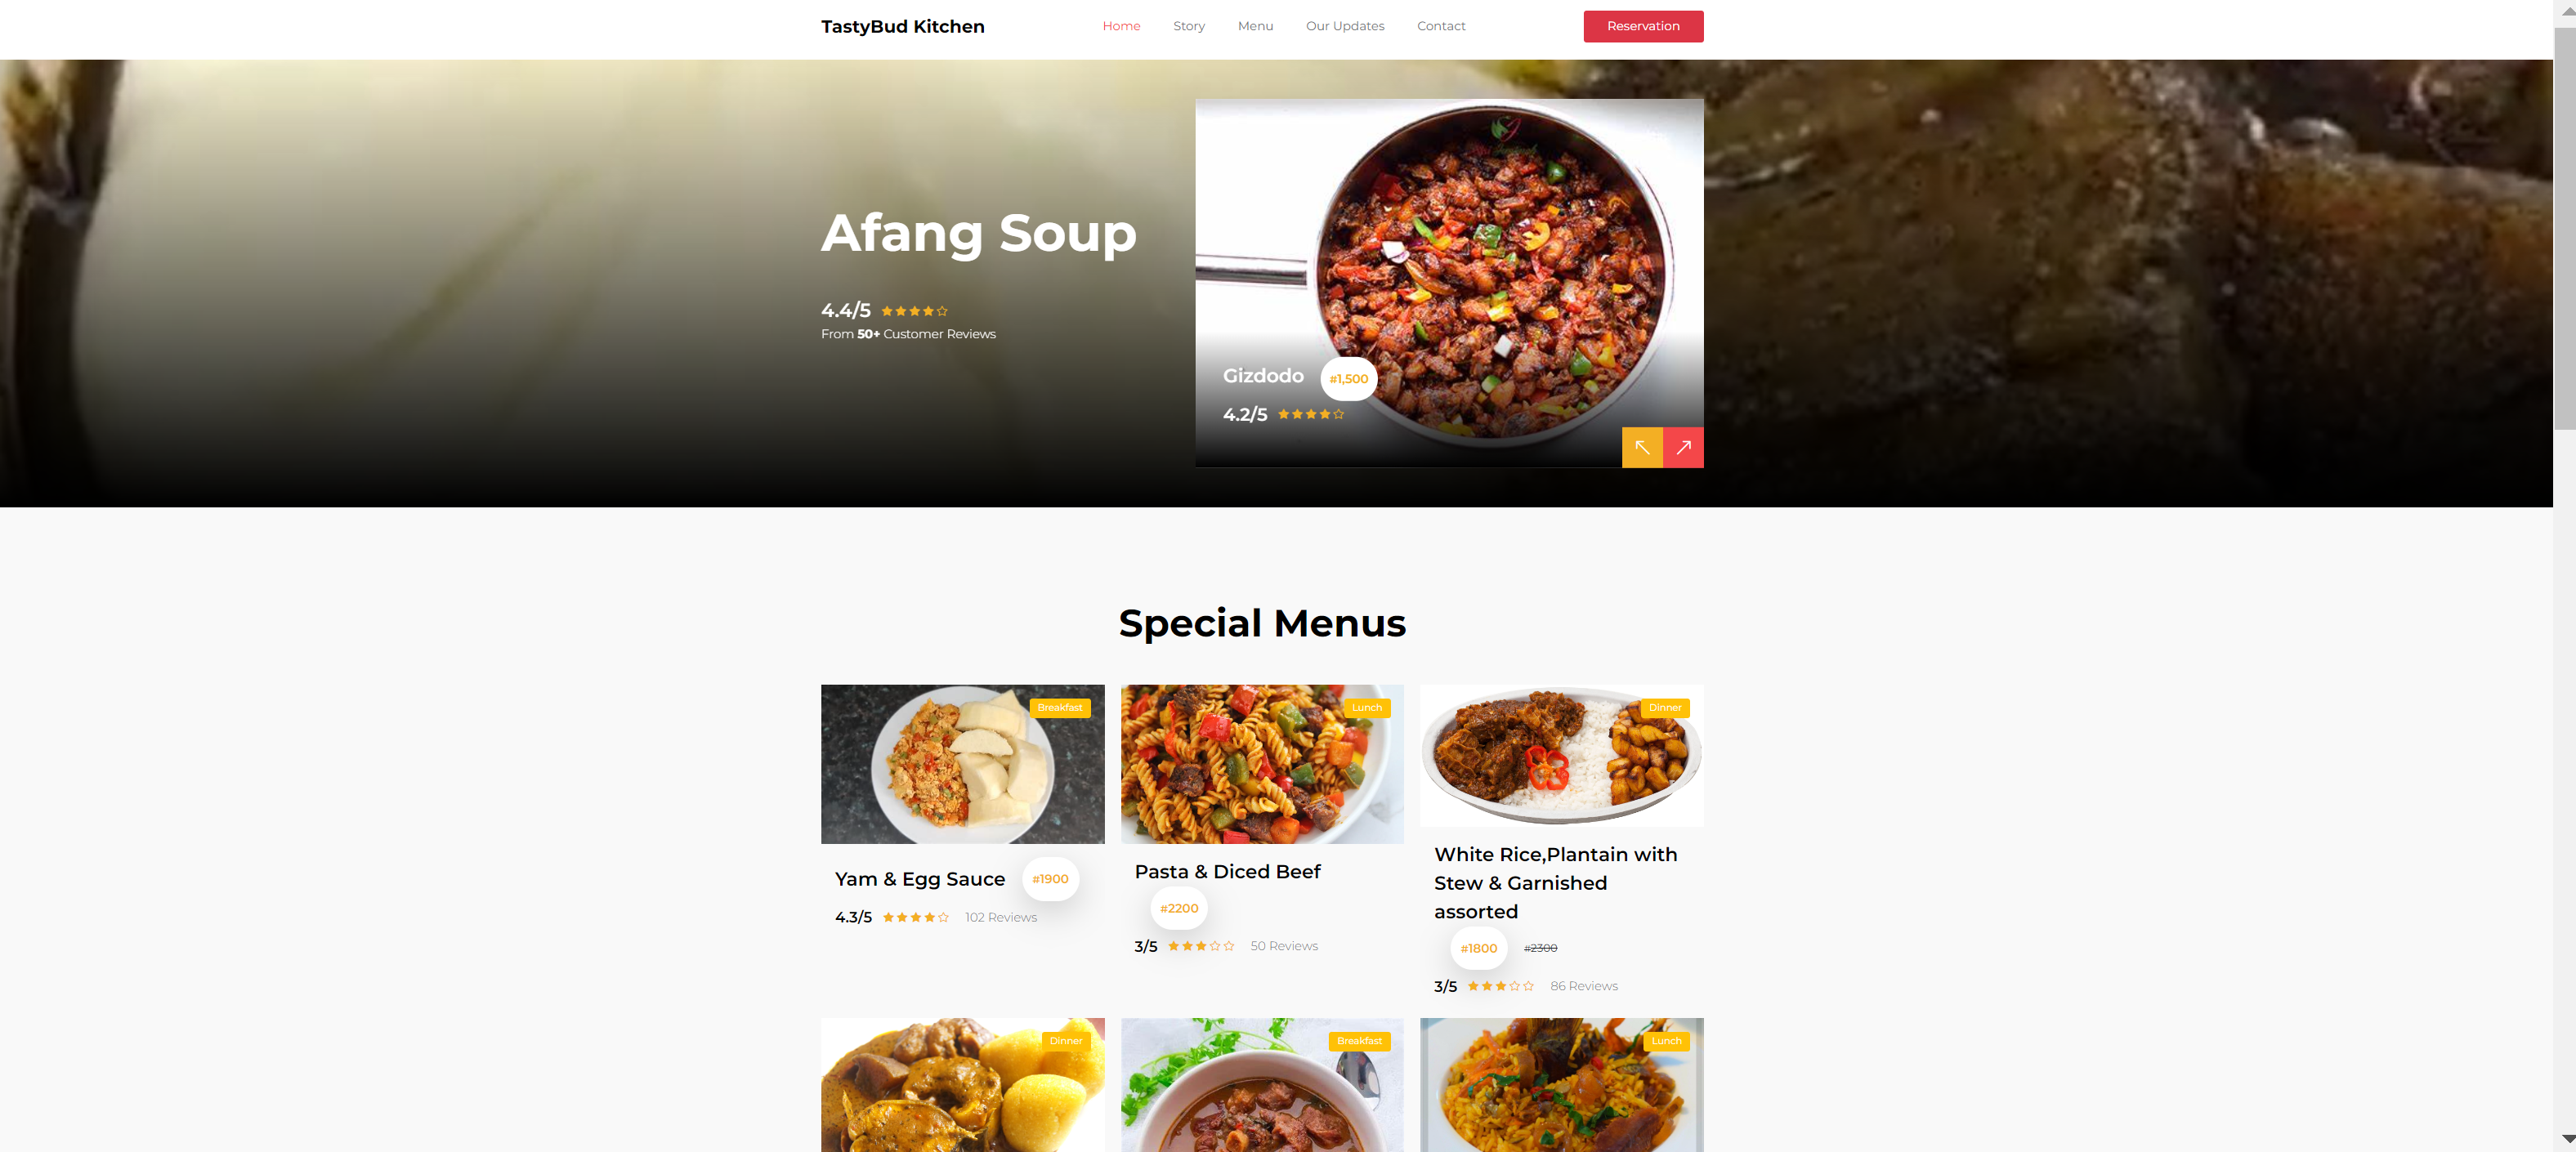 TastyBud Kitchen
Home Story Menu Our Updates Contact
Reservation
Afang Soup
4.4/5
From 50+ Customer Reviews
Gizdodo #1,500
4.2/5
Special Menus
Breakfast
Yam & Egg Sauce #1900
4.3/5 102 Reviews
Lunch
Pasta & Diced Beef
#2200
3/5 50 Reviews
Dinner
White Rice,Plantain with
Stew & Garnished
assorted
#1800 #2300
3/5 86 Reviews
Dinner
Breakfast
Lunch